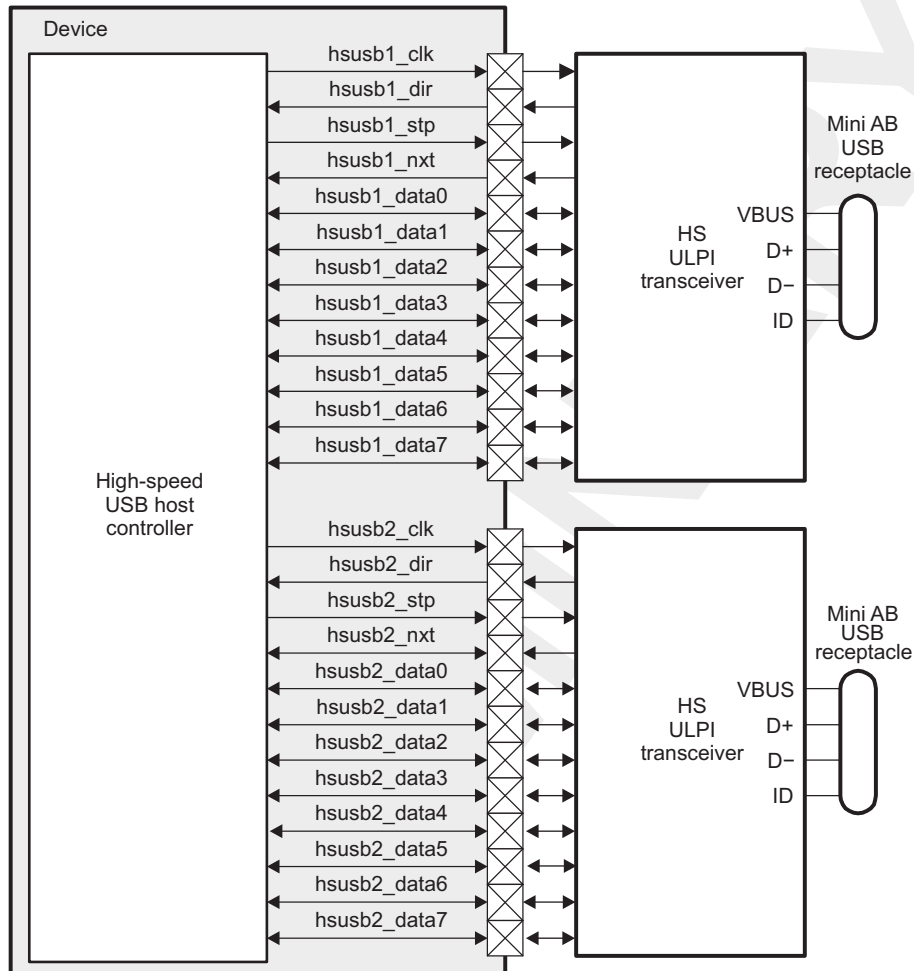 Device
hsusb1_clk
hsusb1_dir
hsusb1_stp
hsusb1_nxt
hsusb1_data0
hsusb1_data1
hsusb1_data2
hsusb1_data3
hsusb1_data4
hsusb1_data5
hsusb1_data6
hsusb1_data7
HS
ULPI
transceiver
VBUS
D+
D−
ID
Mini AB
USB
receptacle
High-speed
USB host
controller
hsusb2_clk
hsusb2_dir
hsusb2_stp
hsusb2_nxt
hsusb2_data0
hsusb2_data1
hsusb2_data2
hsusb2_data3
hsusb2_data4
hsusb2_data5
hsusb2_data6
hsusb2_data7
HS
ULPI
transceiver
VBUS
D+
D−
ID
Mini AB
USB
receptacle